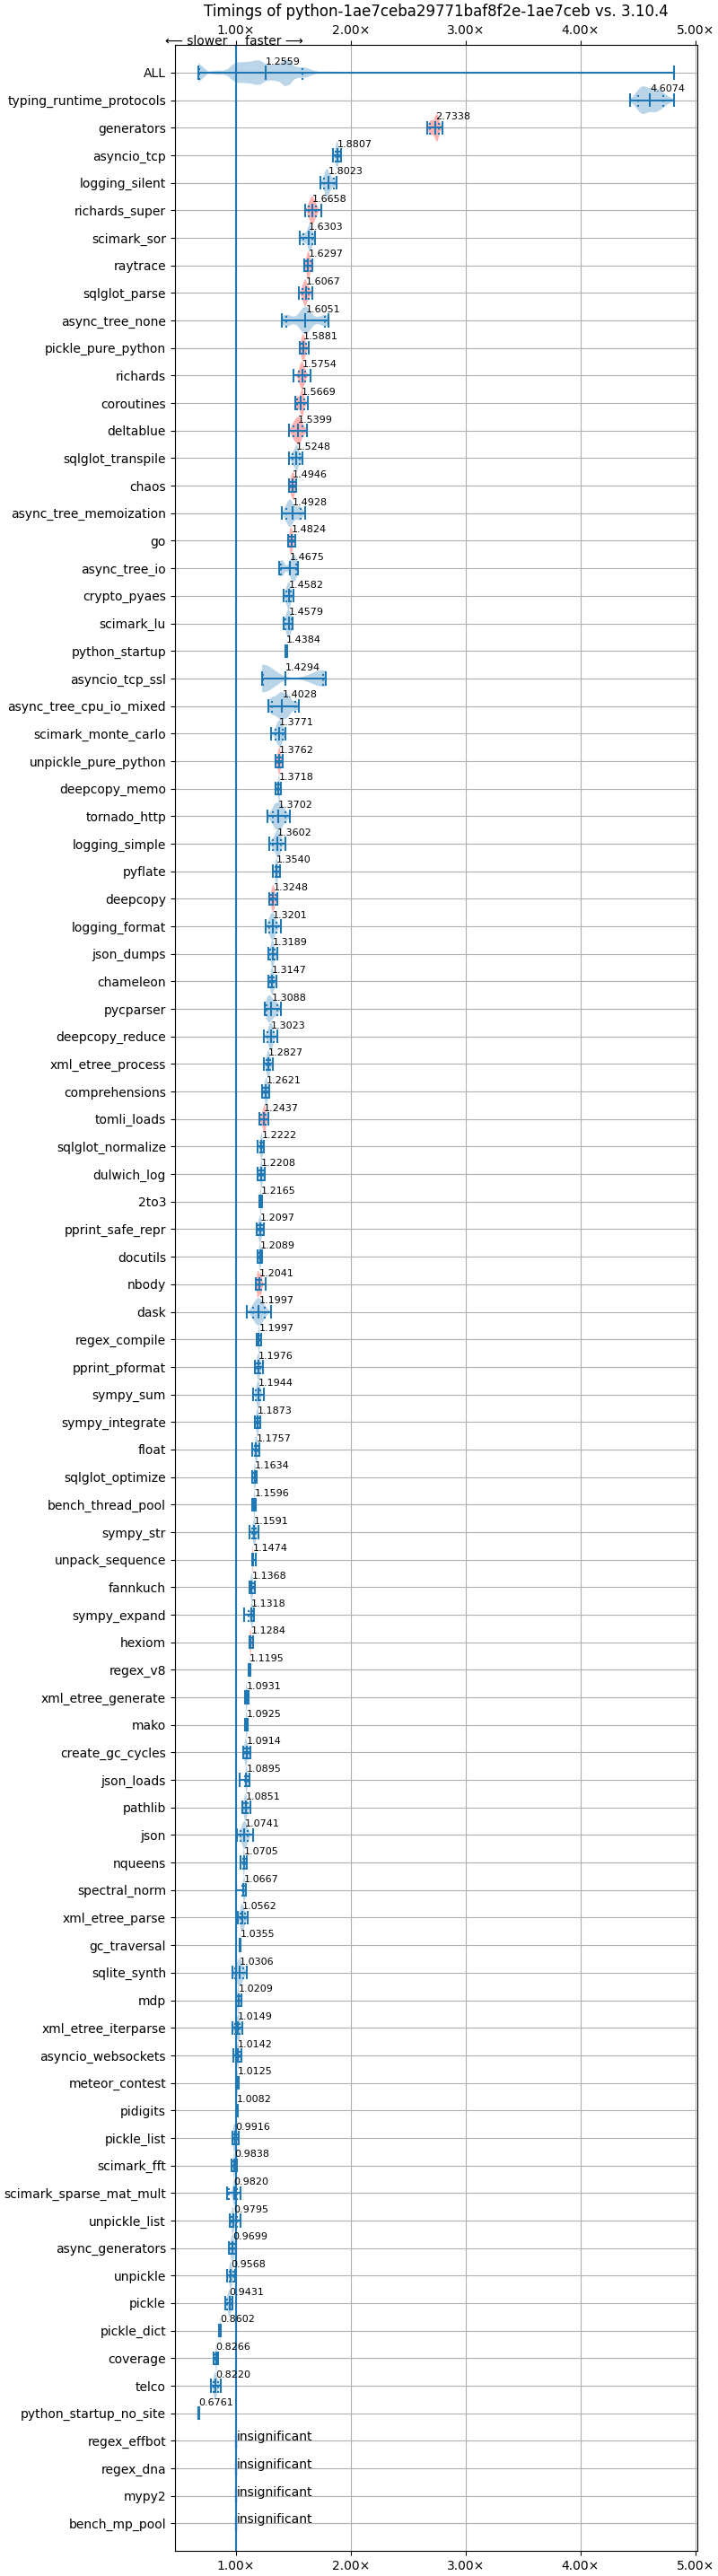 Timings of python-1ae7ceba29771baf8f2e-1ae7ceb vs. 3.10.4
1.00× 2.00× 3.00× 4.00× 5.00×
⟵ slower faster ⟶
ALL 1.2559
typing_runtime_protocols 4.6074
generators 2.7338
asyncio_tcp 1.8807
logging_silent 1.8023
richards_super 1.6658
scimark_sor 1.6303
raytrace 1.6297
sqlglot_parse 1.6067
async_tree_none 1.6051
pickle_pure_python 1.5881
richards 1.5754
coroutines 1.5669
deltablue 1.5399
sqlglot_transpile 1.5248
chaos 1.4946
async_tree_memoization 1.4928
go 1.4824
async_tree_io 1.4675
crypto_pyaes 1.4582
scimark_lu 1.4579
python_startup 1.4384
asyncio_tcp_ssl 1.4294
async_tree_cpu_io_mixed 1.4028
scimark_monte_carlo 1.3771
unpickle_pure_python 1.3762
deepcopy_memo 1.3718
tornado_http 1.3702
logging_simple 1.3602
pyflate 1.3540
deepcopy 1.3248
logging_format 1.3201
json_dumps 1.3189
chameleon 1.3147
pycparser 1.3088
deepcopy_reduce 1.3023
xml_etree_process 1.2827
comprehensions 1.2621
tomli_loads 1.2437
sqlglot_normalize 1.2222
dulwich_log 1.2208
2to3 1.2165
pprint_safe_repr 1.2097
docutils 1.2089
nbody 1.2041
dask 1.1997
regex_compile 1.1997
pprint_pformat 1.1976
sympy_sum 1.1944
sympy_integrate 1.1873
float 1.1757
sqlglot_optimize 1.1634
bench_thread_pool 1.1596
sympy_str 1.1591
unpack_sequence 1.1474
fannkuch 1.1368
sympy_expand 1.1318
hexiom 1.1284
regex_v8 1.1195
xml_etree_generate 1.0931
mako 1.0925
create_gc_cycles 1.0914
json_loads 1.0895
pathlib 1.0851
json 1.0741
nqueens 1.0705
spectral_norm 1.0667
xml_etree_parse 1.0562
gc_traversal 1.0355
sqlite_synth 1.0306
mdp 1.0209
xml_etree_iterparse 1.0149
asyncio_websockets 1.0142
meteor_contest 1.0125
pidigits 1.0082
pickle_list 0.9916
scimark_fft 0.9838
scimark_sparse_mat_mult 0.9820
unpickle_list 0.9795
async_generators 0.9699
unpickle 0.9568
pickle 0.9431
pickle_dict 0.8602
coverage 0.8266
telco 0.8220
python_startup_no_site 0.6761
regex_effbot insignificant
regex_dna insignificant
mypy2 insignificant
bench_mp_pool insignificant
1.00× 2.00× 3.00× 4.00× 5.00×